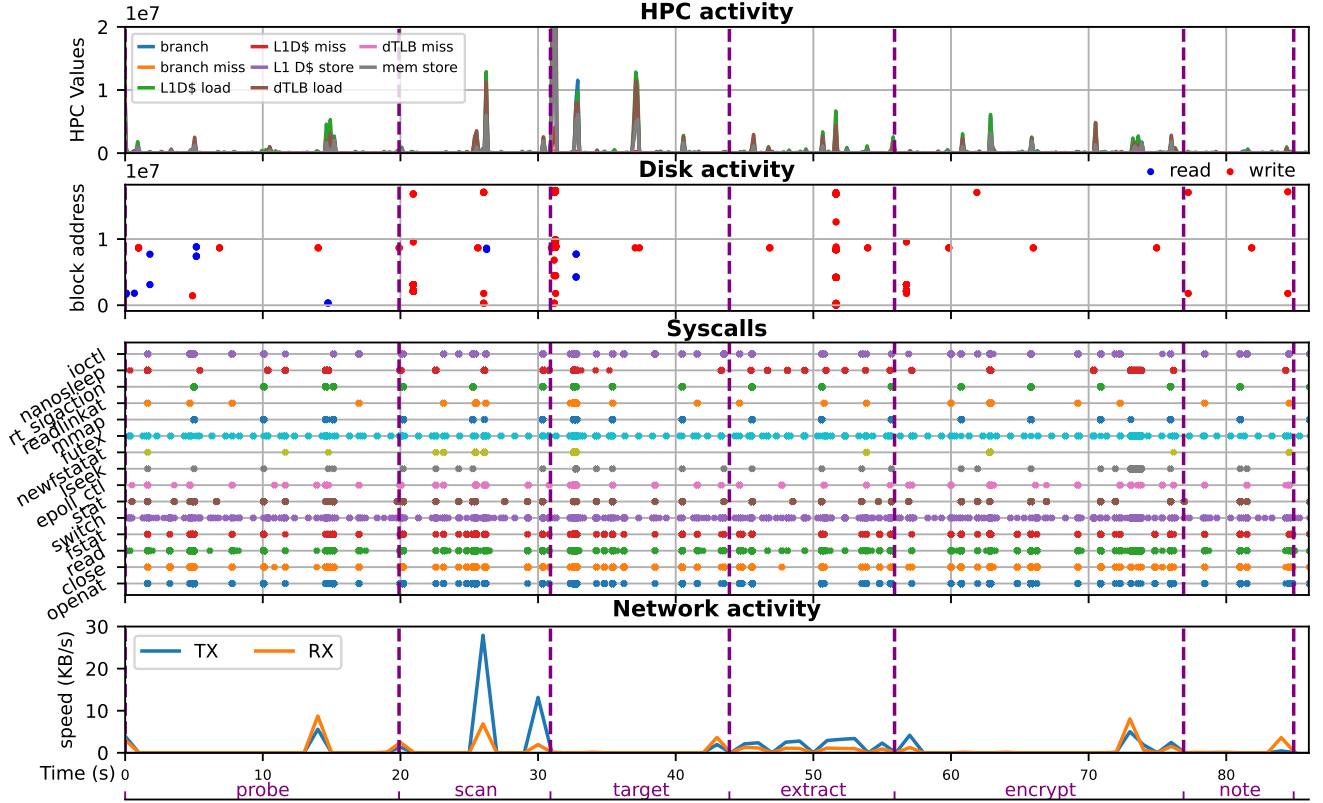 HPC activity
1e7
2
1
0
HPC Values
branch
branch miss
L1D$ load
L1D$ miss
L1 D$ store
dTLB load
dTLB miss
mem store
Disk activity
1e7
read
write
1
0
block address
Syscalls
ioctl
nanosleep
rt_sigaction
readlinkat
mmap
futex
newfstatat
lseek
epoll_ctl
stat
switch
fstat
read
close
openat
Network activity
30
20
10
0
speed (KB/s)
TX
RX
Time (s)
0 10 20 30 40 50 60 70 80
probe scan target extract encrypt note